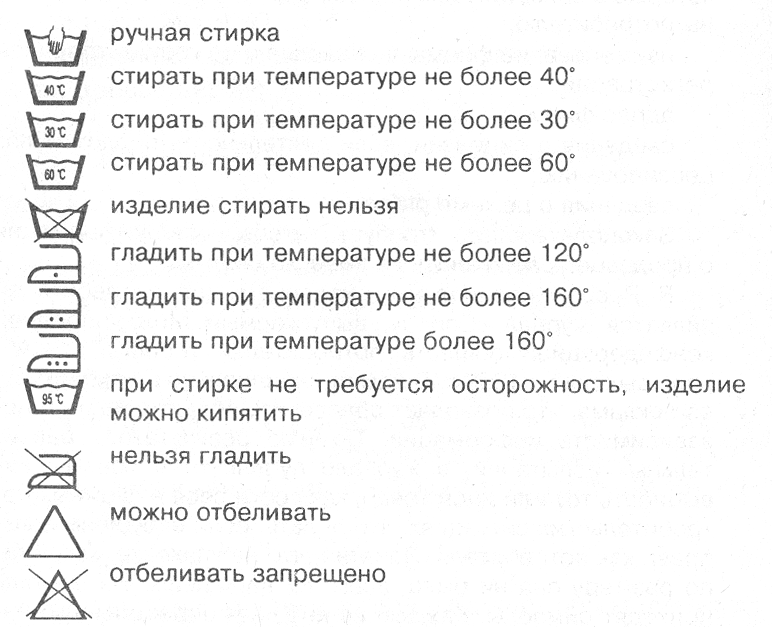 ручная стирка
40°C стирать при температуре не более 40°
30°C стирать при температуре не более 30°
60°C стирать при температуре не более 60°
изделие стирать нельзя
гладить при температуре не более 120°
гладить при температуре не более 160°
гладить при температуре более 160°
95°C при стирке не требуется осторожность, изделие
можно кипятить
нельзя гладить
можно отбеливать
отбеливать запрещено